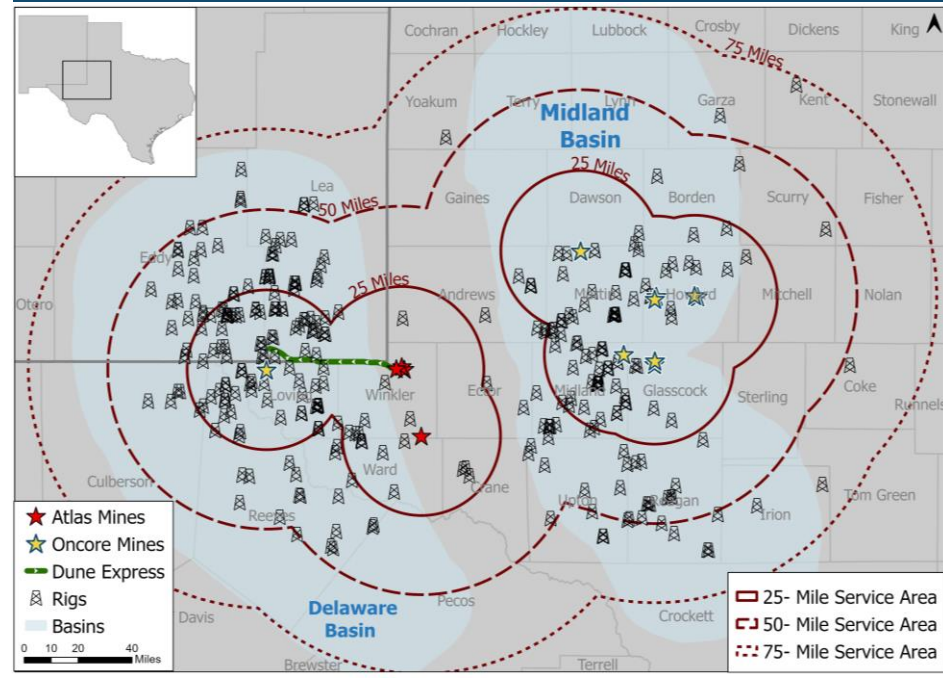 Cochran Hockley Lubbock Crosby Dickens King
75 Miles
Yoakum Terry Lynn Garza Kent Stonewall
Midland
Basin
Lea
50 Miles
Gaines Dawson Borden Scurry Fisher
Eddy
25 Miles
25 Miles
Otero
Andrews Martin Howard Mitchell Nolan
Loving Winkler Ector Midland Glasscock Sterling Coke Runnels
Culberson Ward Crane
Reeves Upton Reagan Irion Tom Green
Davis Delaware
Basin
Pecos Crockett
Brewster Terrell
Atlas Mines
Oncore Mines
Dune Express
Rigs
Basins
0 10 20 40
Miles
25- Mile Service Area
50- Mile Service Area
75- Mile Service Area